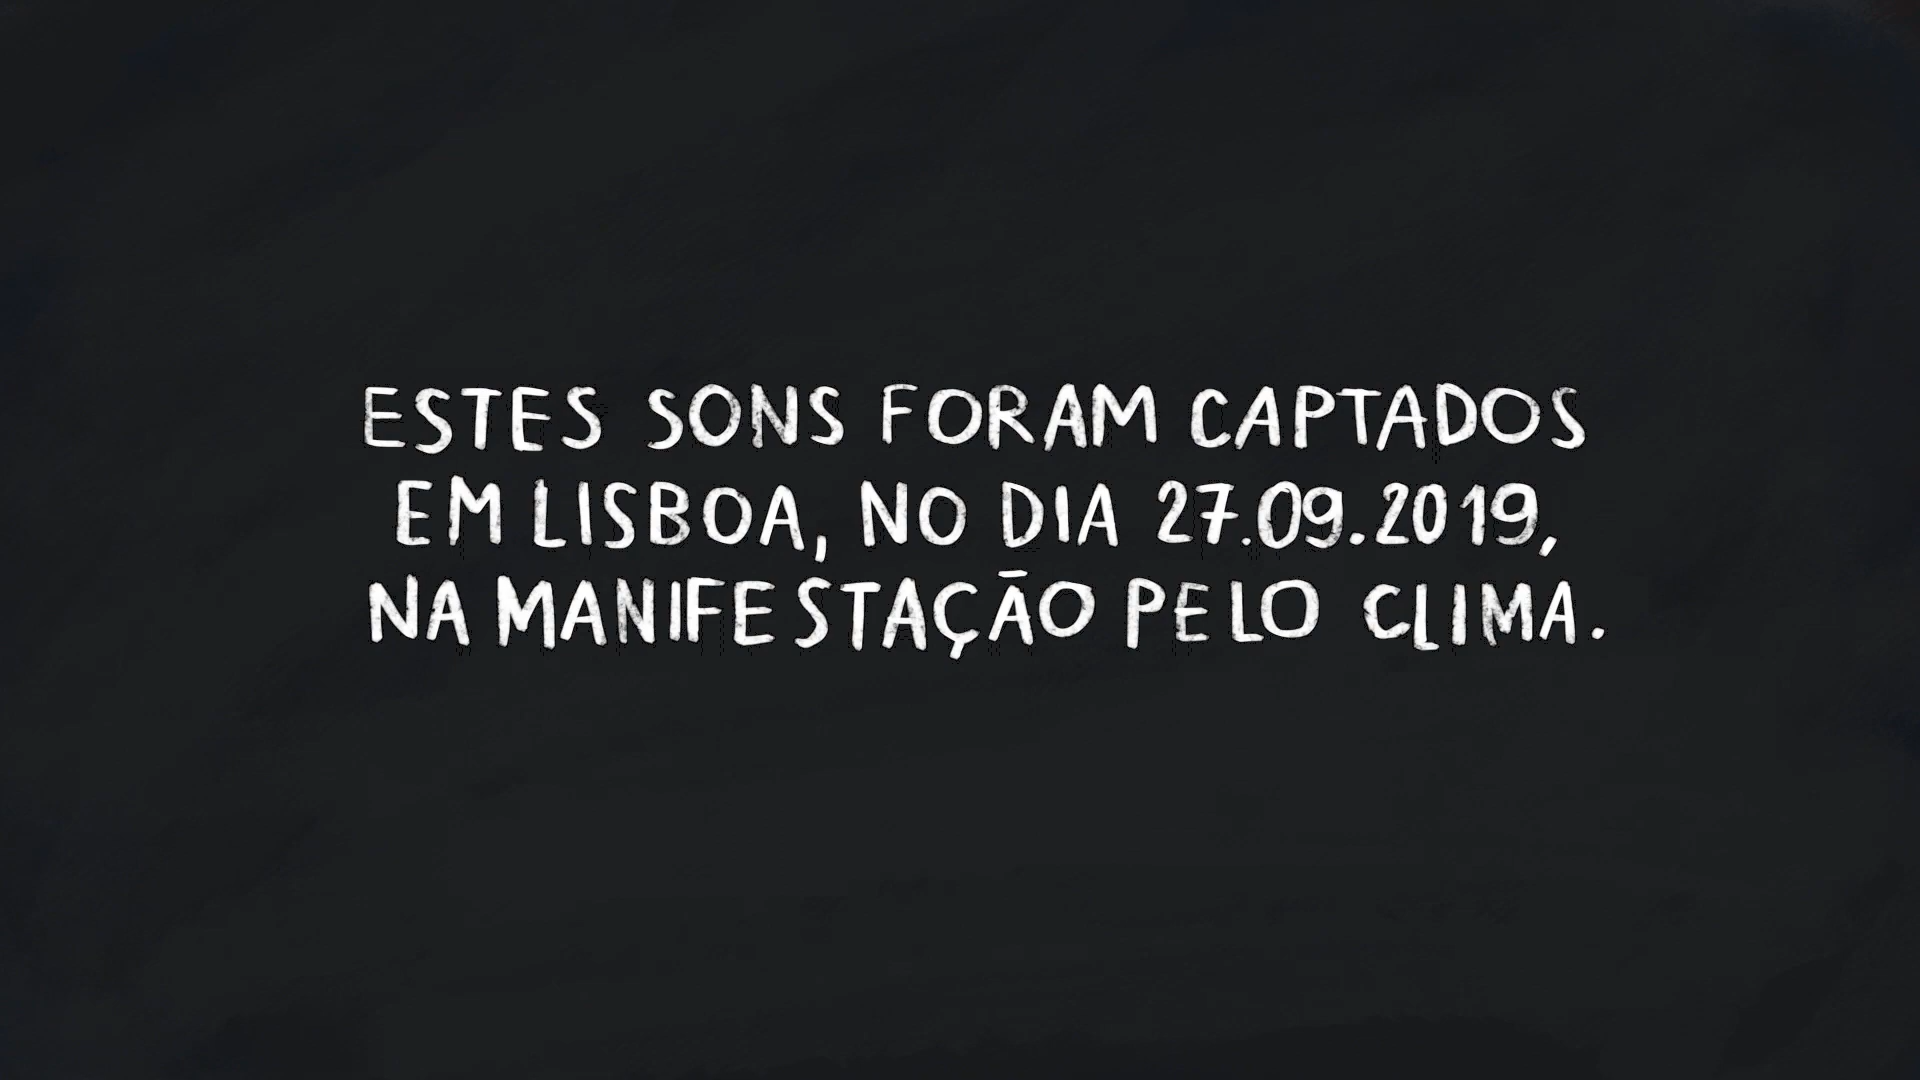 ESTES SONS FORAM CAPTADOS
EM LISBOA, NO DIA 27.09.2019,
NA MANIFESTAÇÃO PELO CLIMA.